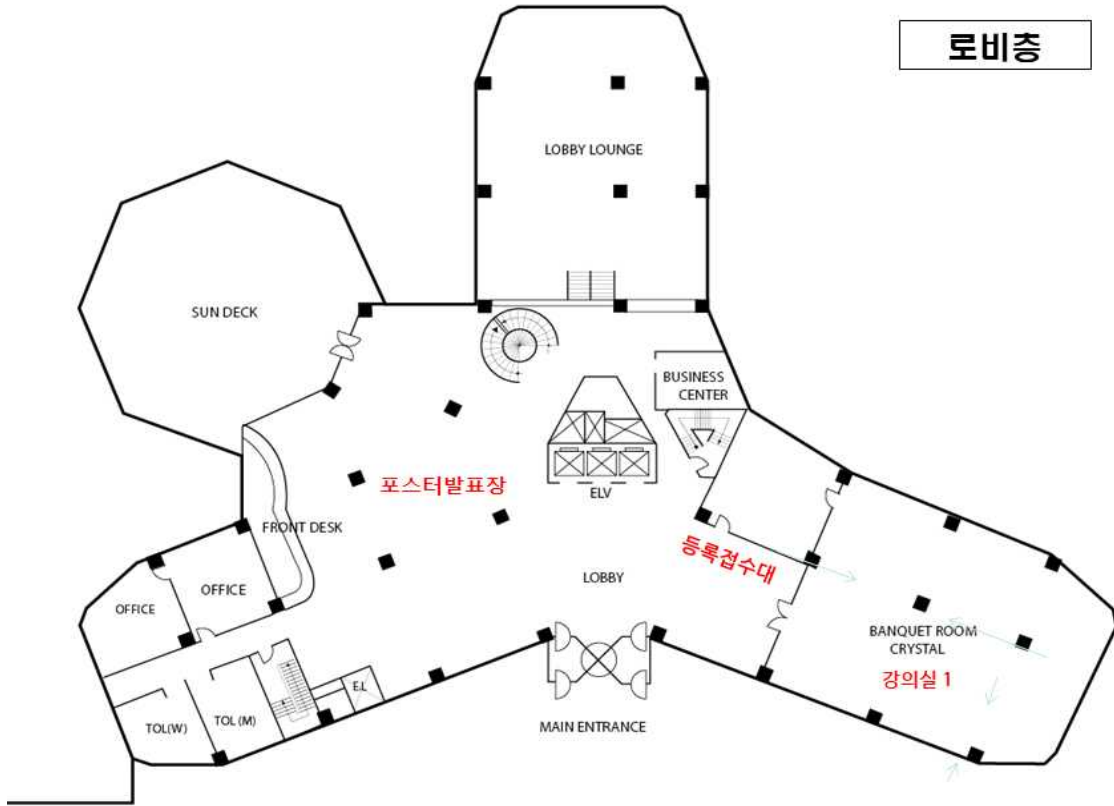 로비층
LOBBY LOUNGE
SUN DECK
BUSINESS
CENTER
포스터발표장
ELV
FRONT DESK
등록접수대
LOBBY
OFFICE
OFFICE
BANQUET ROOM
CRYSTAL
강의실 1
E.L
TOL(W)
TOL (M)
MAIN ENTRANCE